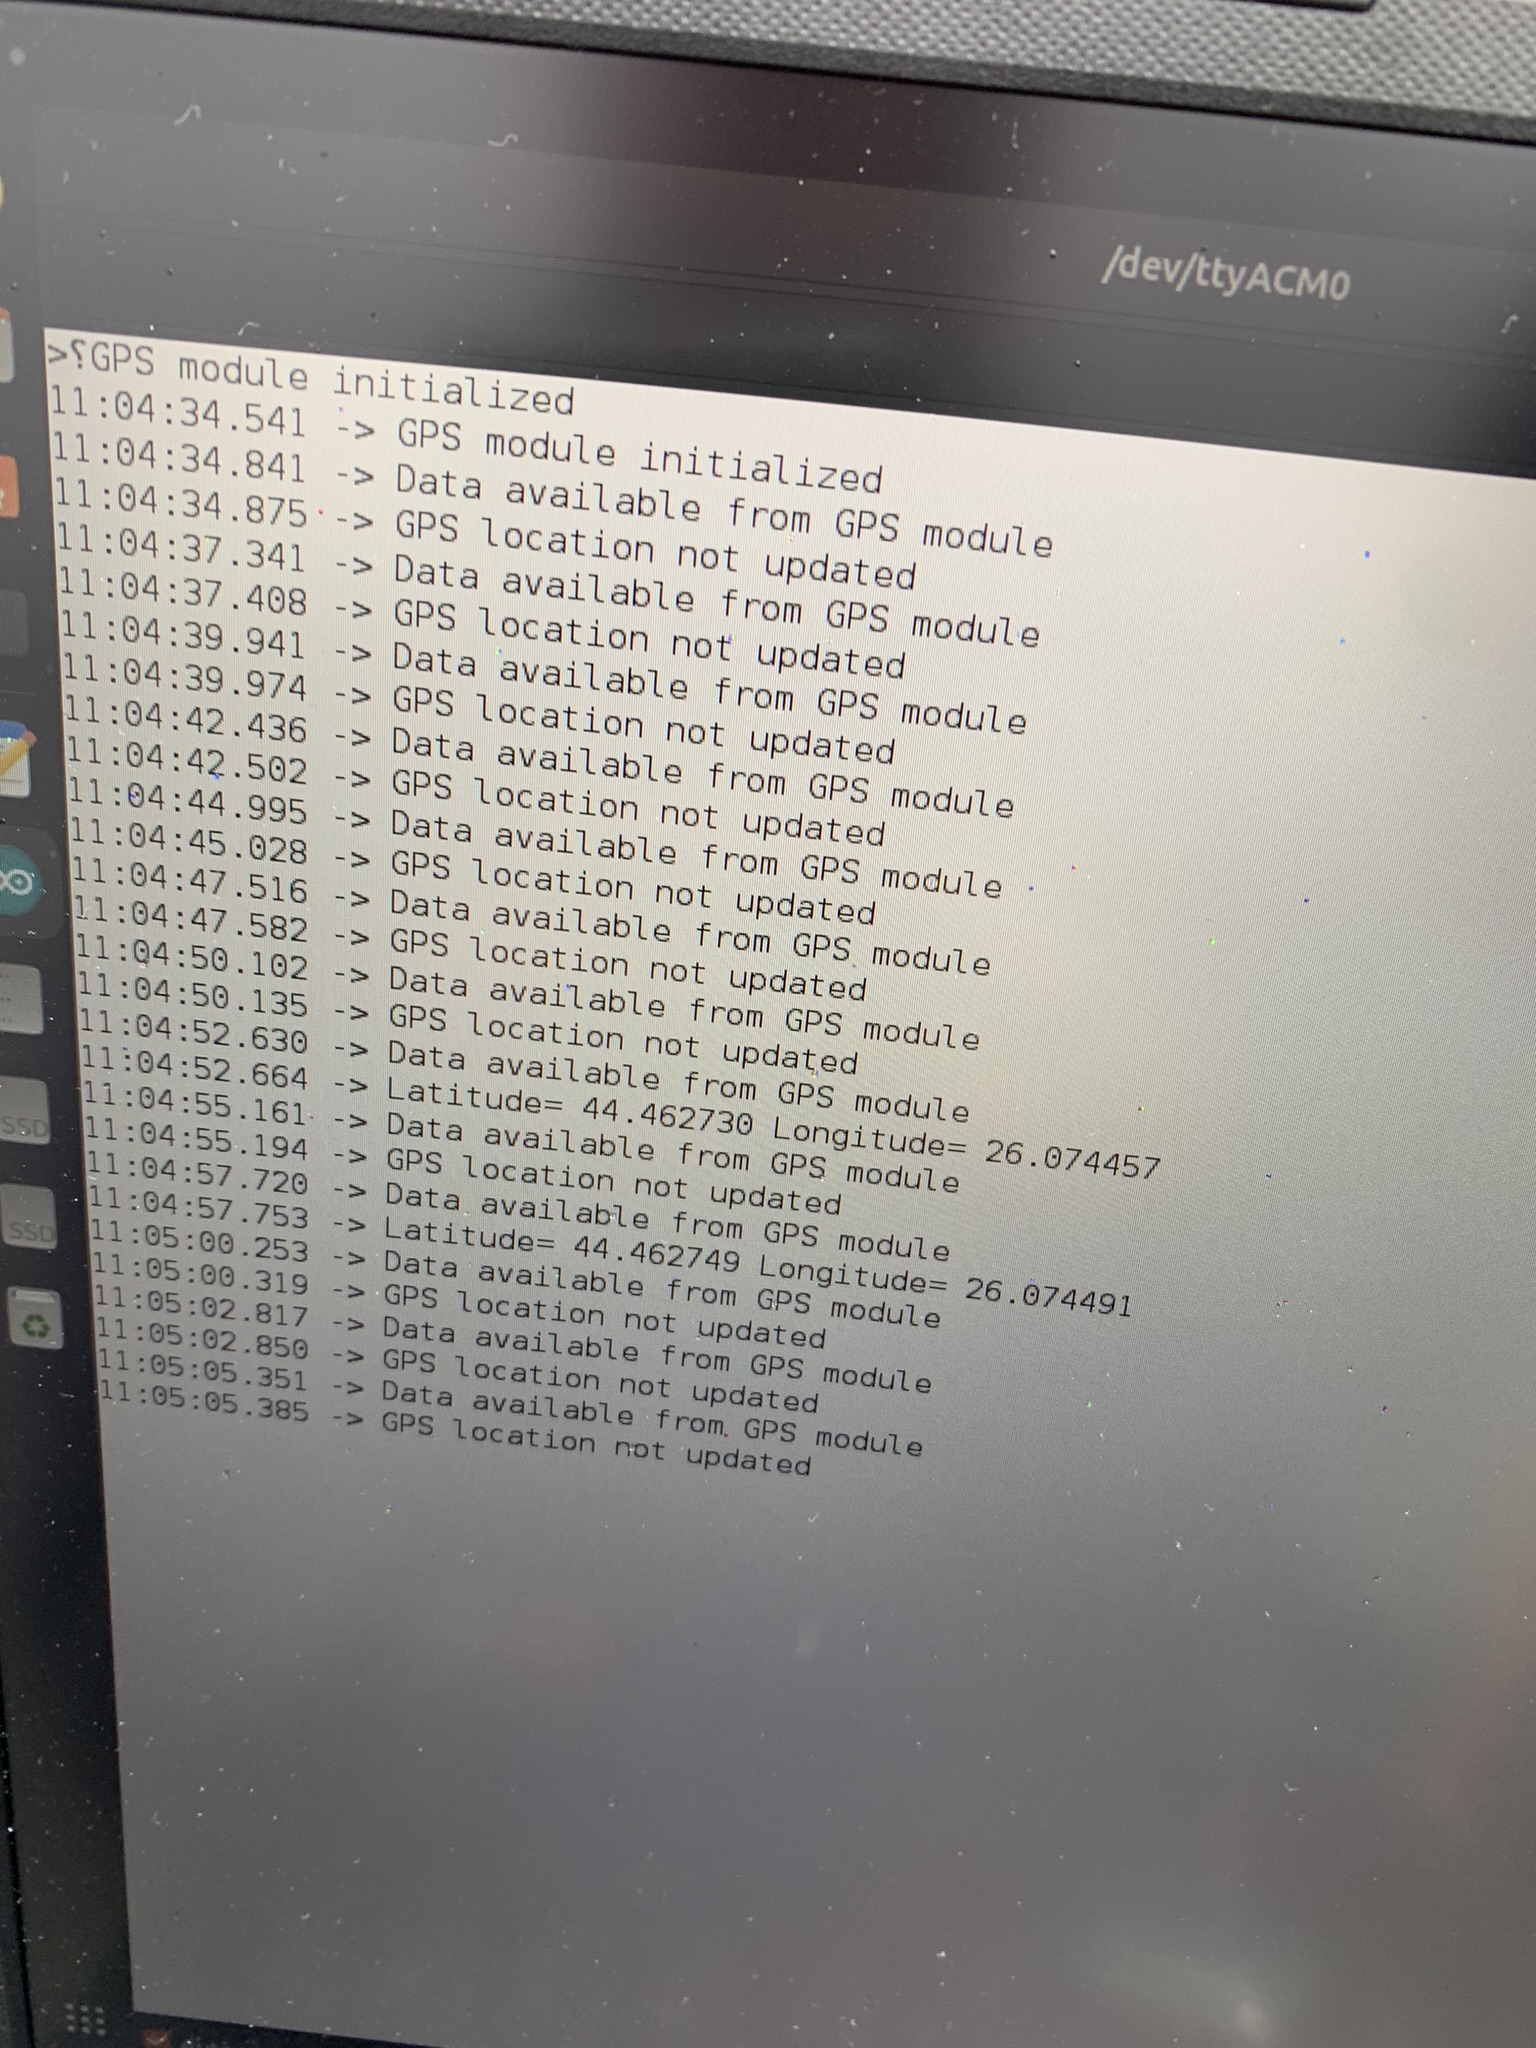 /dev/ttyACM0
>⸮GPS module initialized
11:04:34.541 -> GPS module initialized
11:04:34.841 -> Data available from GPS module
11:04:34.875 -> GPS location not updated
11:04:37.341 -> Data available from GPS module
11:04:37.408 -> GPS location not updated
11:04:39.941 -> Data available from GPS module
11:04:39.974 -> GPS location not updated
11:04:42.436 -> Data available from GPS module
11:04:42.502 -> GPS location not updated
11:04:44.995 -> Data available from GPS module
11:04:45.028 -> GPS location not updated
11:04:47.516 -> Data available from GPS module
11:04:47.582 -> GPS location not updated
11:04:50.102 -> Data available from GPS module
11:04:50.135 -> GPS location not updated
11:04:52.630 -> Data available from GPS module
11:04:52.664 -> Latitude= 44.462730 Longitude= 26.074457
11:04:55.161 -> Data available from GPS module
11:04:55.194 -> GPS location not updated
11:04:57.720 -> Data available from GPS module
11:04:57.753 -> Latitude= 44.462749 Longitude= 26.074491
11:05:00.253 -> Data available from GPS module
11:05:00.319 -> GPS location not updated
11:05:02.817 -> Data available from GPS module
11:05:02.850 -> GPS location not updated
11:05:05.351 -> Data available from GPS module
11:05:05.385 -> GPS location not updated
SSD
SSD